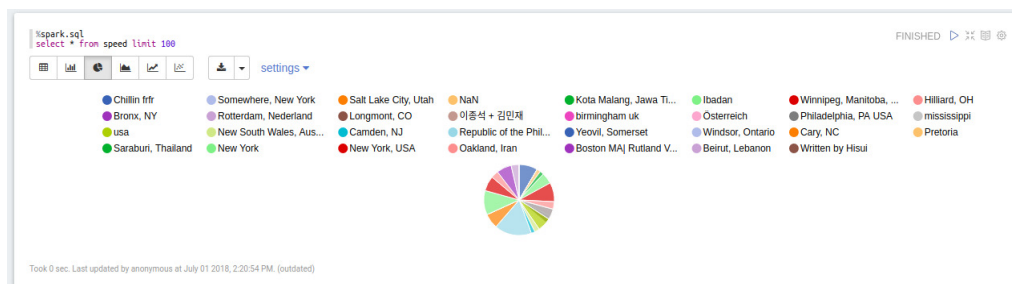 %spark.sql
select * from speed limit 100
FINISHED
settings
Chillin frfr Somewhere, New York Salt Lake City, Utah NaN Kota Malang, Jawa Ti... Ibadan Winnipeg, Manitoba, ... Hilliard, OH
Bronx, NY Rotterdam, Nederland Longmont, CO 이종석 + 김민재 birmingham uk Österreich Philadelphia, PA USA mississippi
usa New South Wales, Aus... Camden, NJ Republic of the Phil... Yeovil, Somerset Windsor, Ontario Cary, NC Pretoria
Saraburi, Thailand New York New York, USA Oakland, Iran Boston MA| Rutland V... Beirut, Lebanon Written by Hisui
Took 0 sec. Last updated by anonymous at July 01 2018, 2:20:54 PM. (outdated)